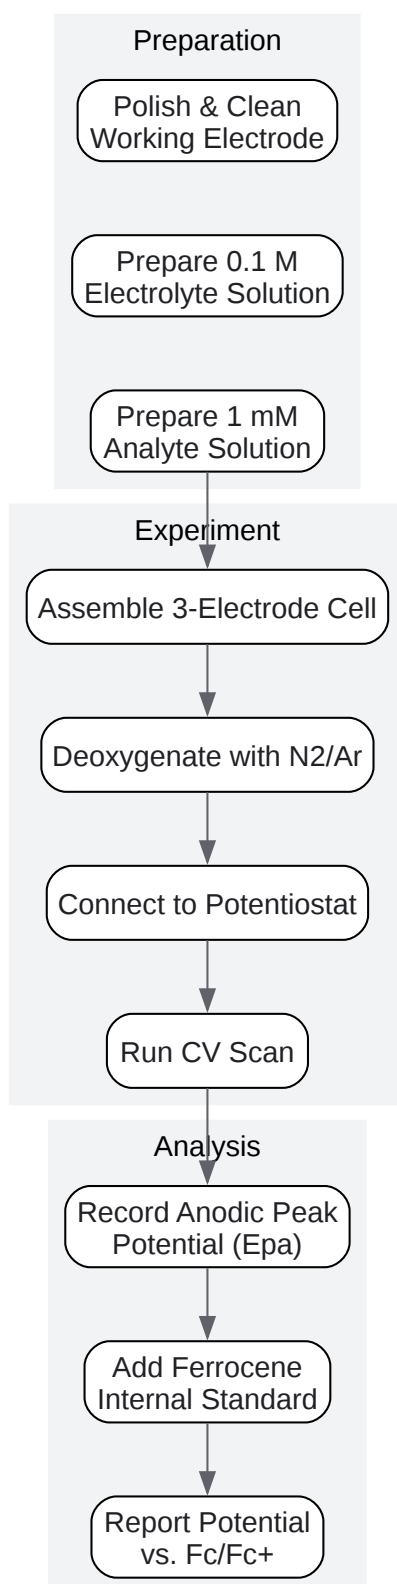 Preparation
Polish & Clean
Working Electrode
Prepare 0.1 M
Electrolyte Solution
Prepare 1 mM
Analyte Solution
Experiment
Assemble 3-Electrode Cell
Deoxygenate with N2/Ar
Connect to Potentiostat
Run CV Scan
Analysis
Record Anodic Peak
Potential (Epa)
Add Ferrocene
Internal Standard
Report Potential
vs. Fc/Fc+